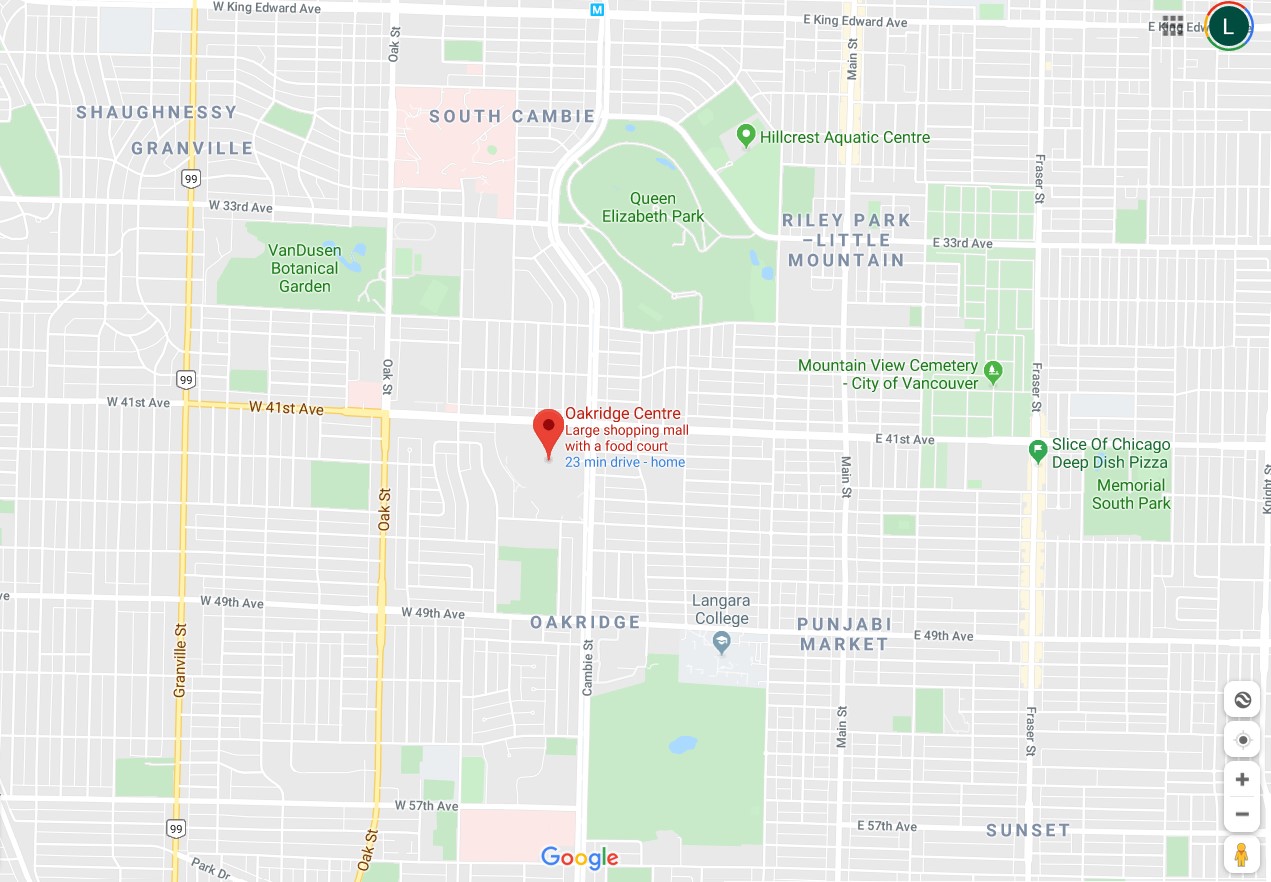 W King Edward Ave
M
E King Edward Ave
E King Edw
Ave
L
Oak St
Main St
SHAUGHNESSY
SOUTH CAMBIE
GRANVILLE
Hillcrest Aquatic Centre
99
Fraser St
W 33rd Ave
Queen
Elizabeth Park
RILEY PARK
–LITTLE
MOUNTAIN
E 33rd Ave
VanDusen
Botanical
Garden
99
Oak St
Mountain View Cemetery
- City of Vancouver
Fraser St
W 41st Ave
W 41st Ave
Oakridge Centre
Large shopping mall
with a food court
23 min drive - home
E 41st Ave
Slice Of Chicago
Deep Dish Pizza
Memorial
South Park
Main St
Oak St
Knight St
ve
W 49th Ave
W 49th Ave
OAKRIDGE
Langara
College
PUNJABI
MARKET
E 49th Ave
Granville St
Cambie St
Main St
Fraser St
W 57th Ave
99
E 57th Ave
SUNSET
Oak St
Park Dr
Google